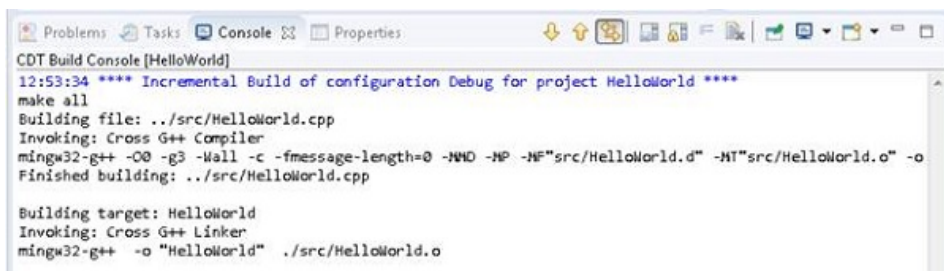 Problems Tasks Console Properties
CDT Build Console [HelloWorld]
12:53:34 **** Incremental Build of configuration Debug for project HelloWorld ****
make all
Building file: ../src/HelloWorld.cpp
Invoking: Cross G++ Compiler
mingw32-g++ -O0 -g3 -Wall -c -fmessage-length=0 -MMD -MP -MF"src/HelloWorld.d" -MT"src/HelloWorld.o" -o
Finished building: ../src/HelloWorld.cpp
Building target: HelloWorld
Invoking: Cross G++ Linker
mingw32-g++ -o "HelloWorld" ./src/HelloWorld.o